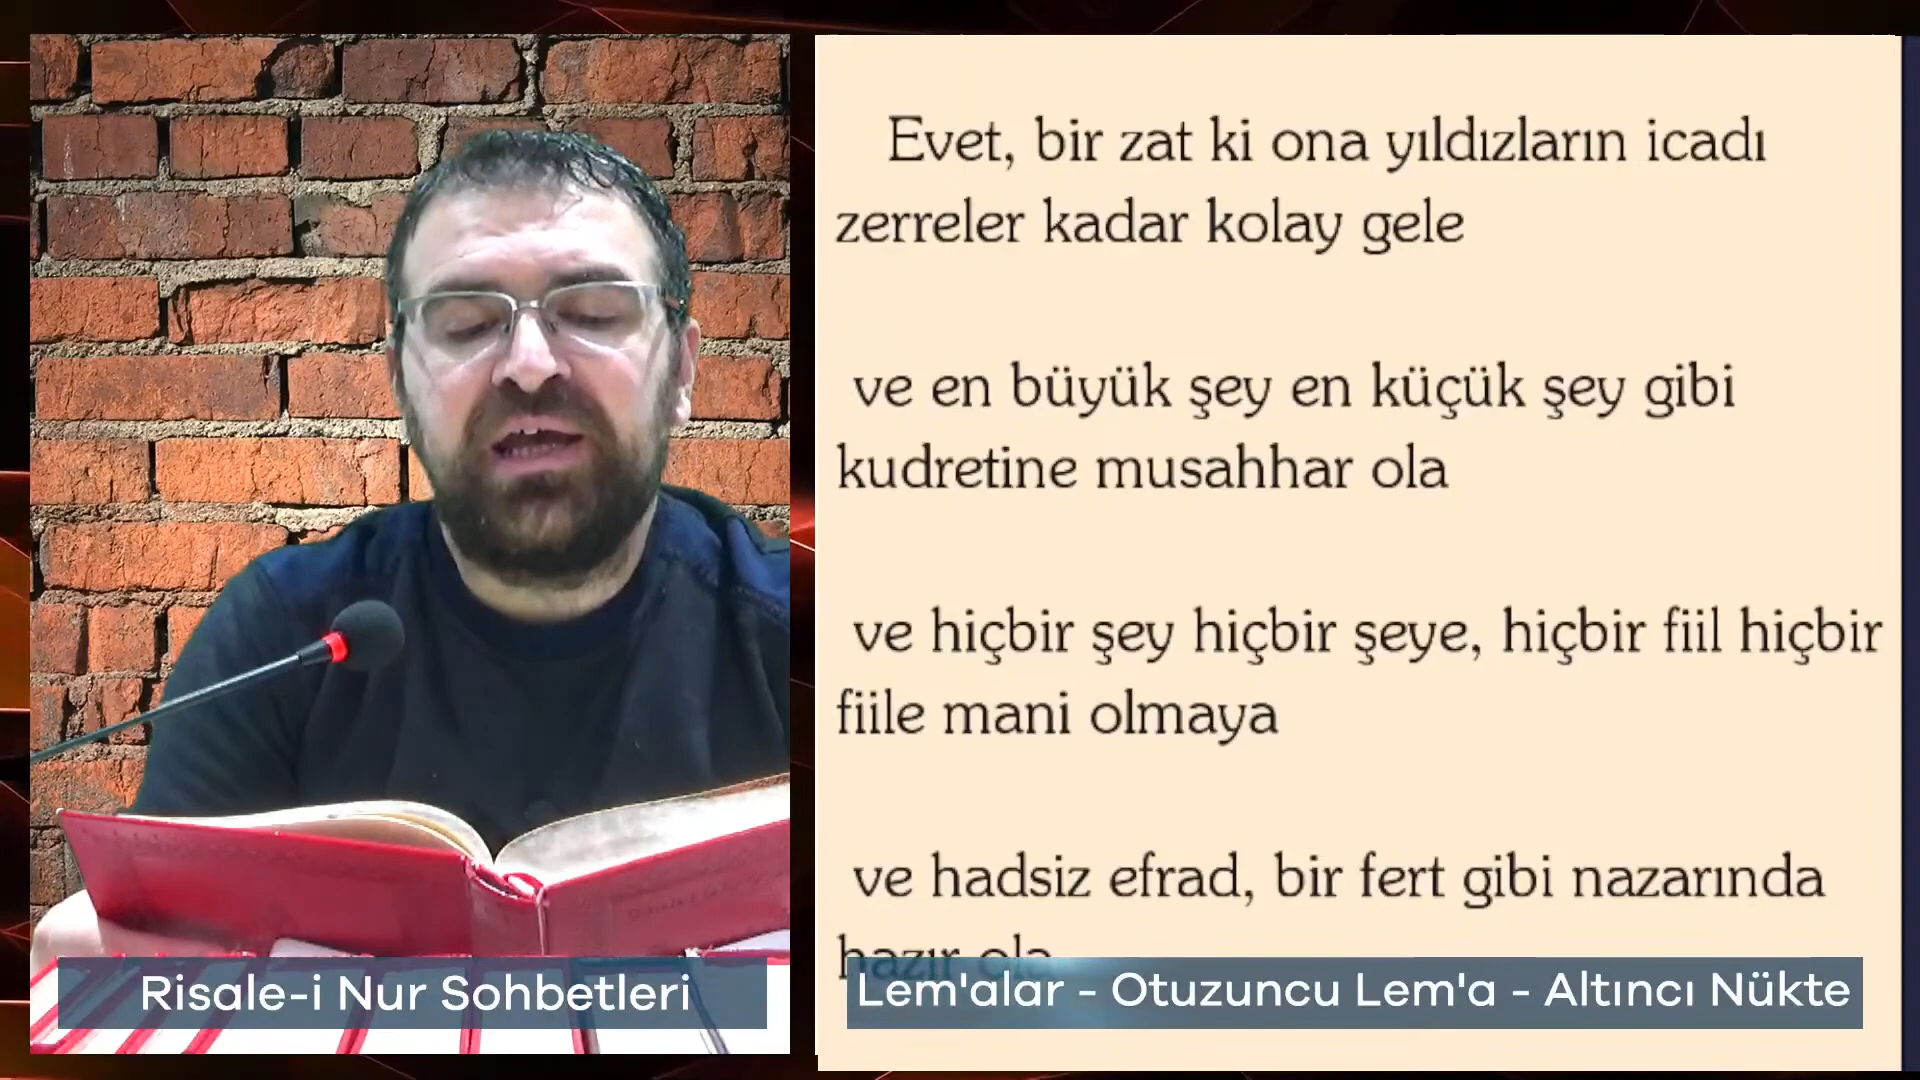 Evet, bir zat ki ona yıldızların icadı
zerreler kadar kolay gele
ve en büyük şey en küçük şey gibi
kudretine musahhar ola
ve hiçbir şey hiçbir şeye, hiçbir fiil hiçbir
fiile mani olmaya
ve hadsiz efrad, bir fert gibi nazarında
hazır ola
Risale-i Nur Sohbetleri
Lem'alar - Otuzuncu Lem'a - Altıncı Nükte